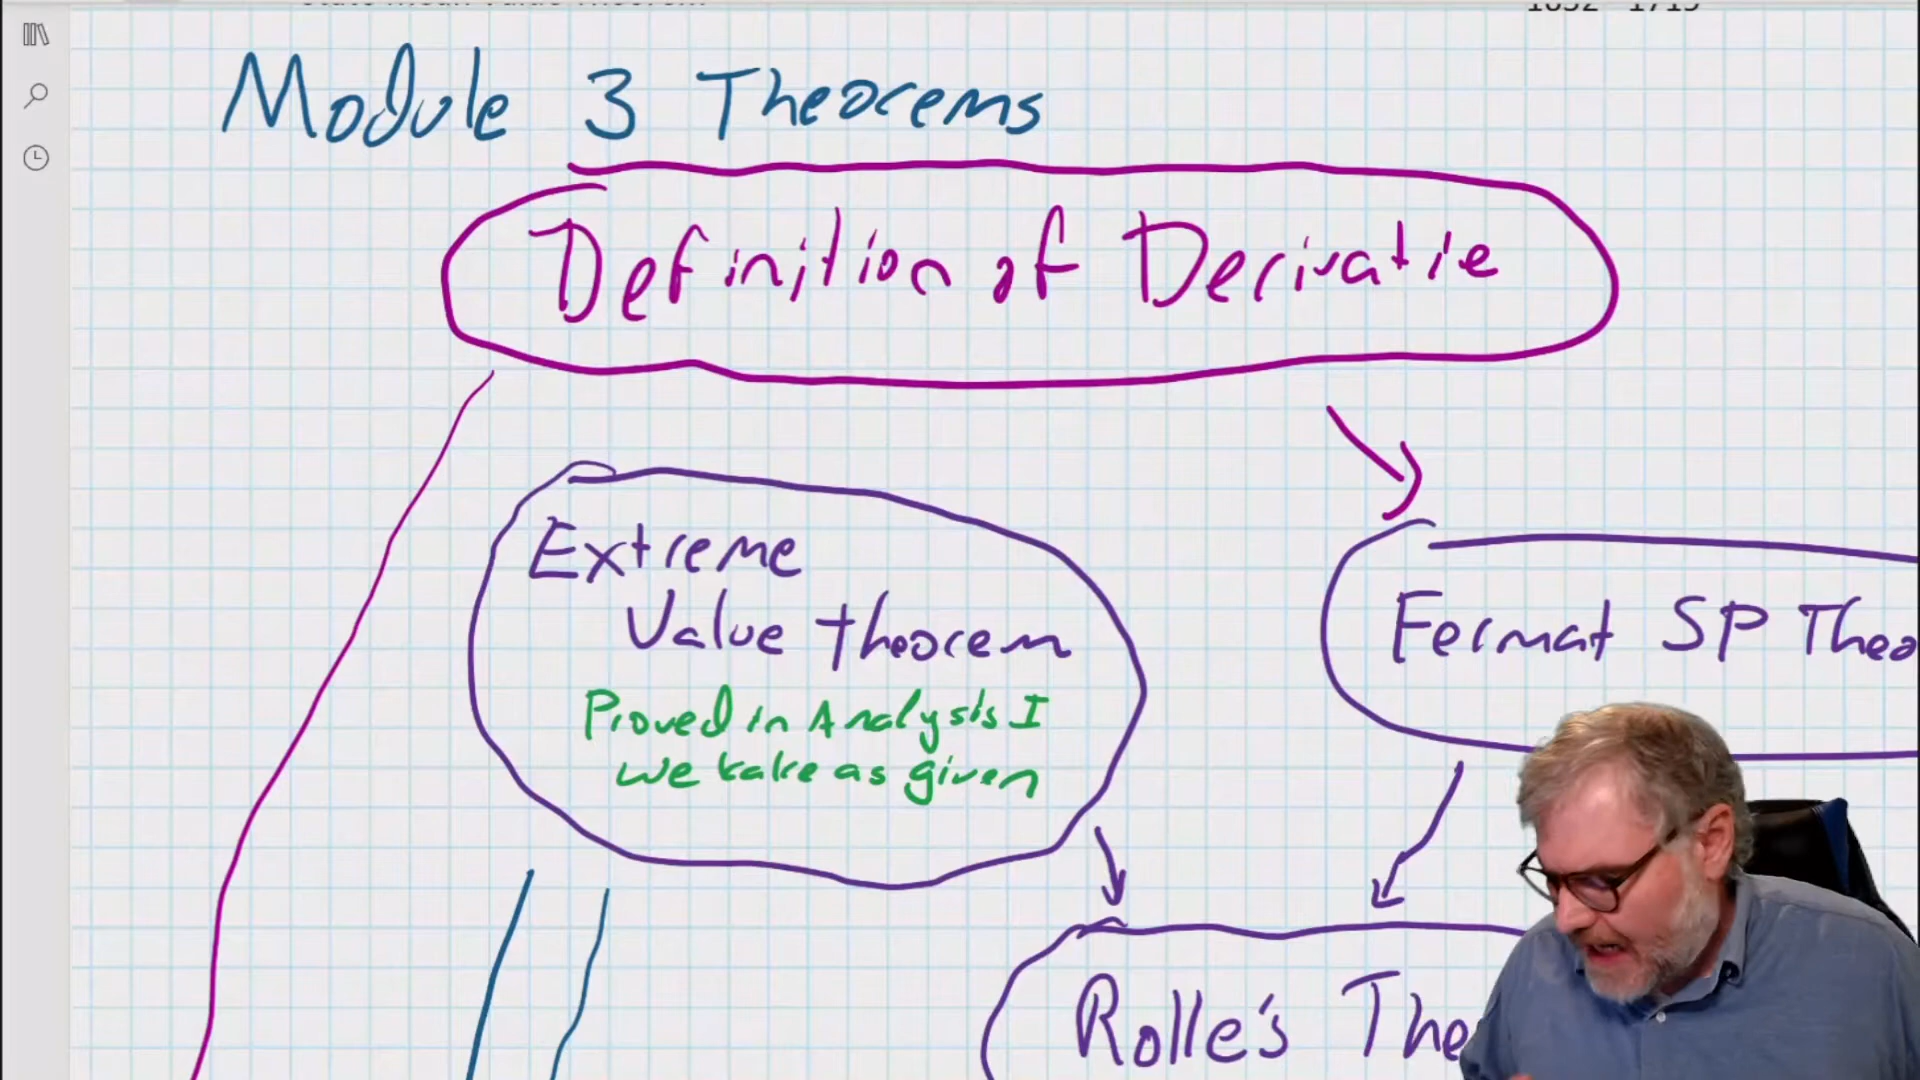 Module 3 Theorems
Definition of Derivatie
Extreme
Value theorem
Proved in Analysis I
we take as given
Fermat SP Theo
Rolle's The